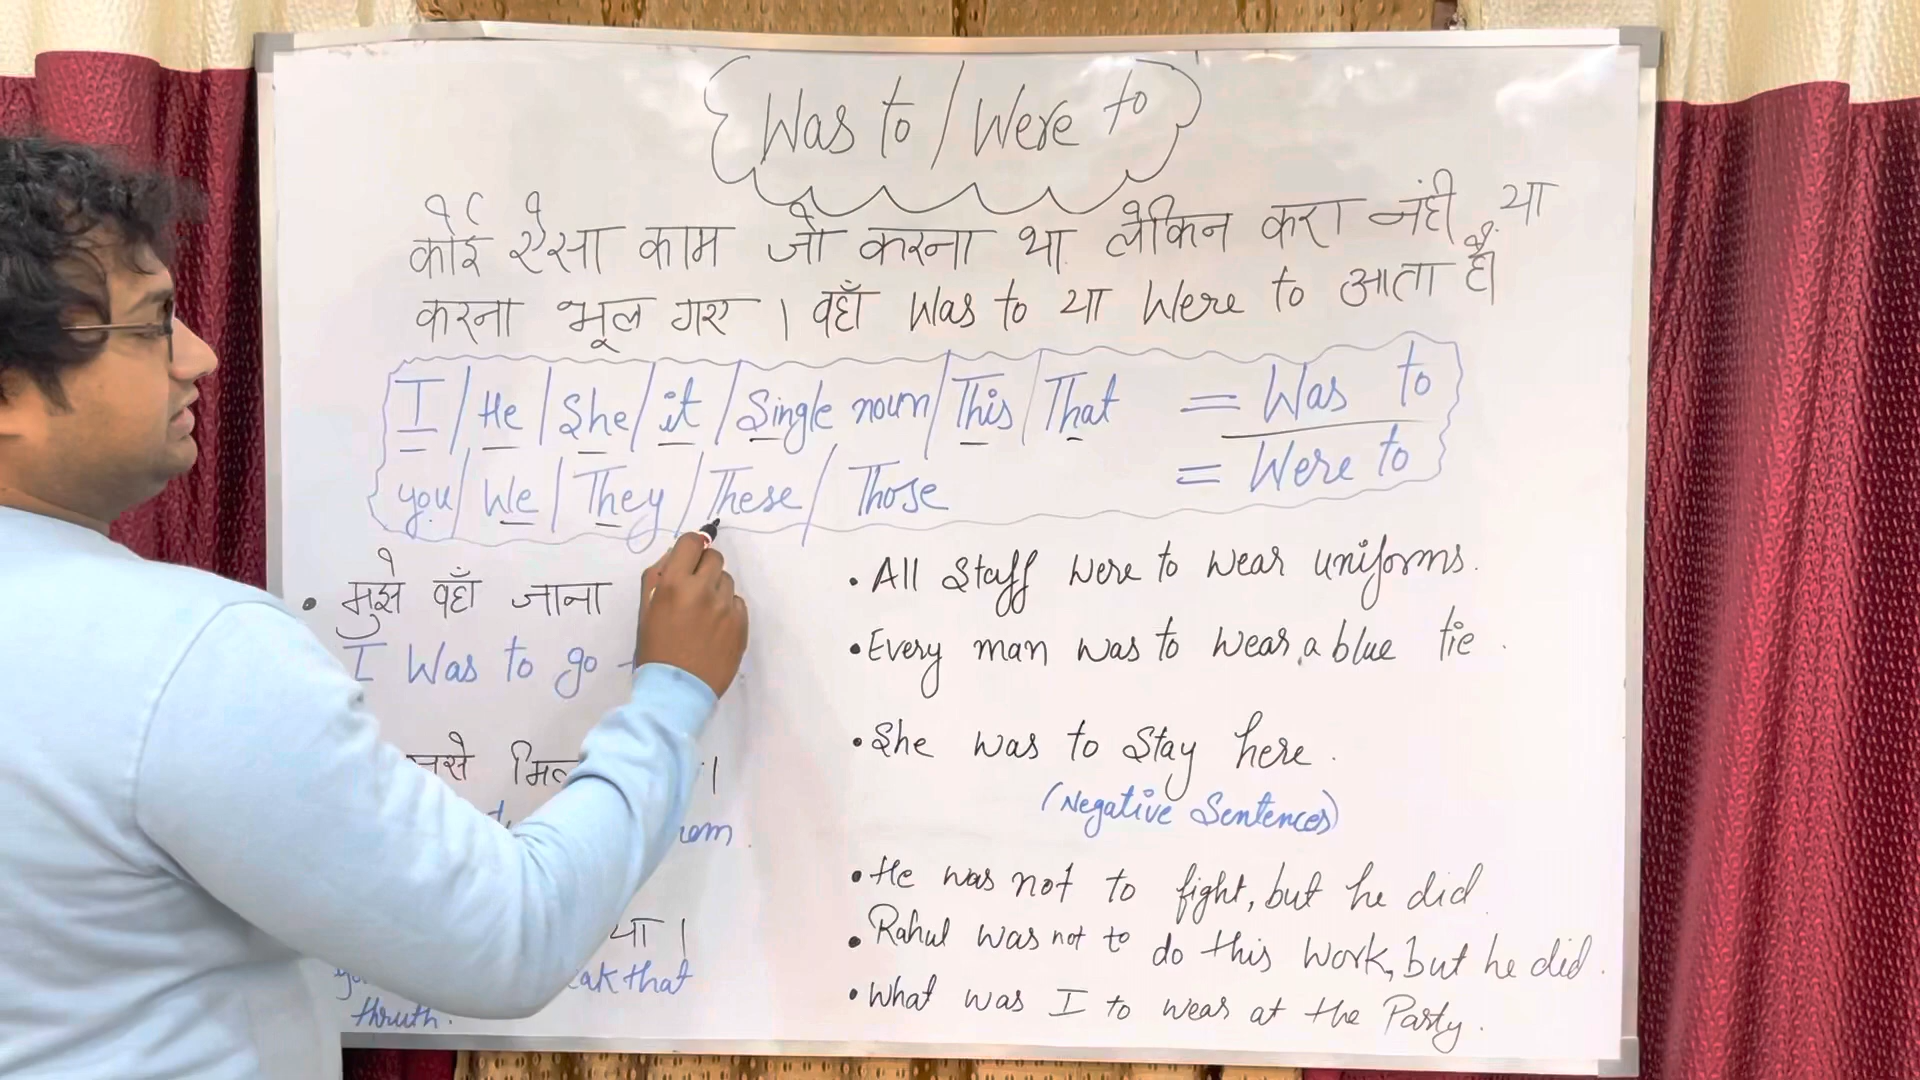 Was to / Were to
कोई ऐसा काम जो करना था लेकिन करा नंही या
करना भूल गए । वहाँ Was to या Were to आता है।
I / He / She / it / Single noun / This / That = Was to
you / We / They / These / Those = Were to
• मुझे वहाँ जाना
I Was to go
था ।
that
thruth.
• All Staff Were to wear uniforms.
• Every man was to wear a blue tie.
• She was to stay here.
(Negative Sentences)
• He was not to fight, but he did.
• Rahul was not to do this work, but he did.
• What was I to wear at the Party.